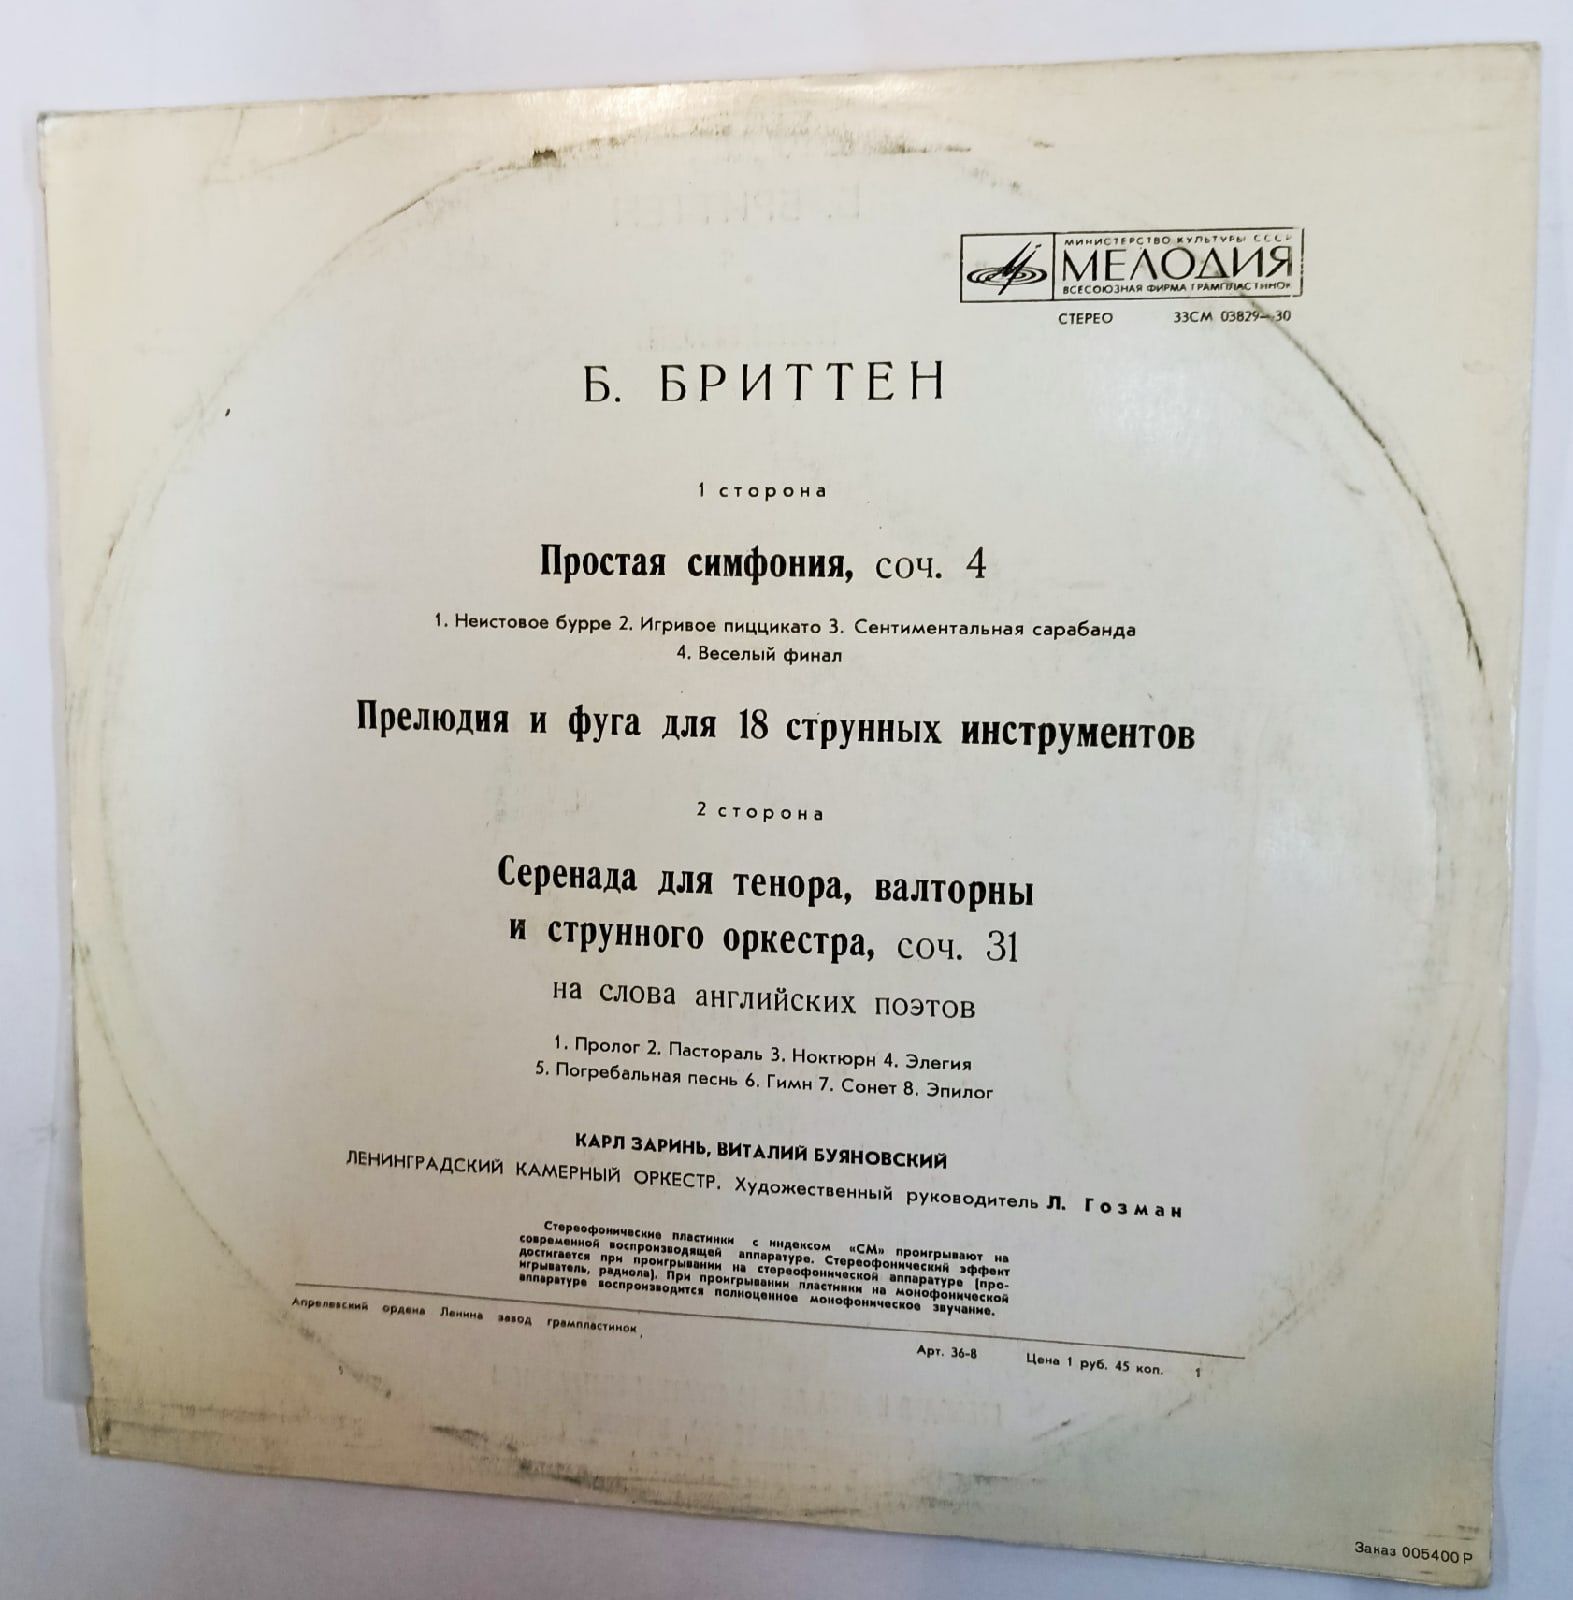 МИНИСТЕРСТВО КУЛЬТУРЫ СССР
МЕЛОДИЯ
ВСЕСОЮЗНАЯ ФИРМА ГРАМПЛАСТИНОК
СТЕРЕО 33СМ 03829—30
Б. БРИТТЕН
1 сторона
Простая симфония, соч. 4
1. Неистовое бурре 2. Игривое пиццикато 3. Сентиментальная сарабанда
4. Веселый финал
Прелюдия и фуга для 18 струнных инструментов
2 сторона
Серенада для тенора, валторны
и струнного оркестра, соч. 31
на слова английских поэтов
1. Пролог 2. Пастораль 3. Ноктюрн 4. Элегия
5. Погребальная песнь 6. Гимн 7. Сонет 8. Эпилог
КАРЛ ЗАРИНЬ, ВИТАЛИЙ БУЯНОВСКИЙ
ЛЕНИНГРАДСКИЙ КАМЕРНЫЙ ОРКЕСТР. Художественный руководитель Л. Гозман
Стереофонические пластинки с индексом «СМ» проигрывают на
современной воспроизводящей аппаратуре. Стереофонический эффект
достигается при проигрывании на стереофонической аппаратуре (про-
игрыватель, радиола). При проигрывании пластинки на монофонической
аппаратуре воспроизводится полноценное монофоническое звучание.
Апрелевский ордена Ленина завод грампластинок
Арт. 36-8 Цена 1 руб. 45 коп. 1
Заказ 005400 Р